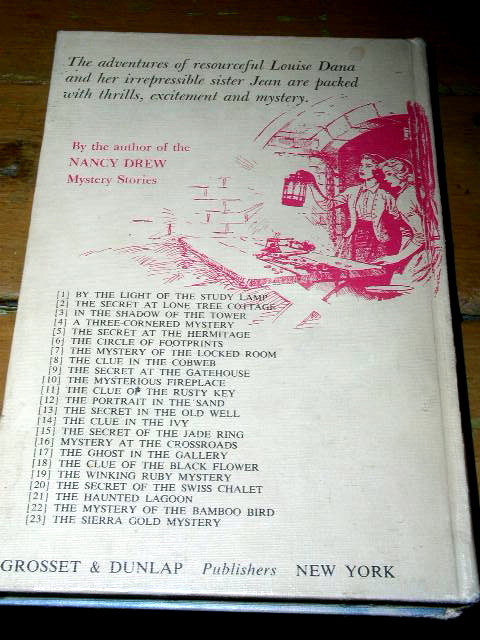 The adventures of resourceful Louise Dana
and her irrepressible sister Jean are packed
with thrills, excitement and mystery.
By the author of the
NANCY DREW
Mystery Stories
[1] BY THE LIGHT OF THE STUDY LAMP
[2] THE SECRET AT LONE TREE COTTAGE
[3] IN THE SHADOW OF THE TOWER
[4] A THREE-CORNERED MYSTERY
[5] THE SECRET AT THE HERMITAGE
[6] THE CIRCLE OF FOOTPRINTS
[7] THE MYSTERY OF THE LOCKED ROOM
[8] THE CLUE IN THE COBWEB
[9] THE SECRET AT THE GATEHOUSE
[10] THE MYSTERIOUS FIREPLACE
[11] THE CLUE OF THE RUSTY KEY
[12] THE PORTRAIT IN THE SAND
[13] THE SECRET IN THE OLD WELL
[14] THE CLUE IN THE IVY
[15] THE SECRET OF THE JADE RING
[16] MYSTERY AT THE CROSSROADS
[17] THE GHOST IN THE GALLERY
[18] THE CLUE OF THE BLACK FLOWER
[19] THE WINKING RUBY MYSTERY
[20] THE SECRET OF THE SWISS CHALET
[21] THE HAUNTED LAGOON
[22] THE MYSTERY OF THE BAMBOO BIRD
[23] THE SIERRA GOLD MYSTERY
GROSSET & DUNLAP Publishers NEW YORK